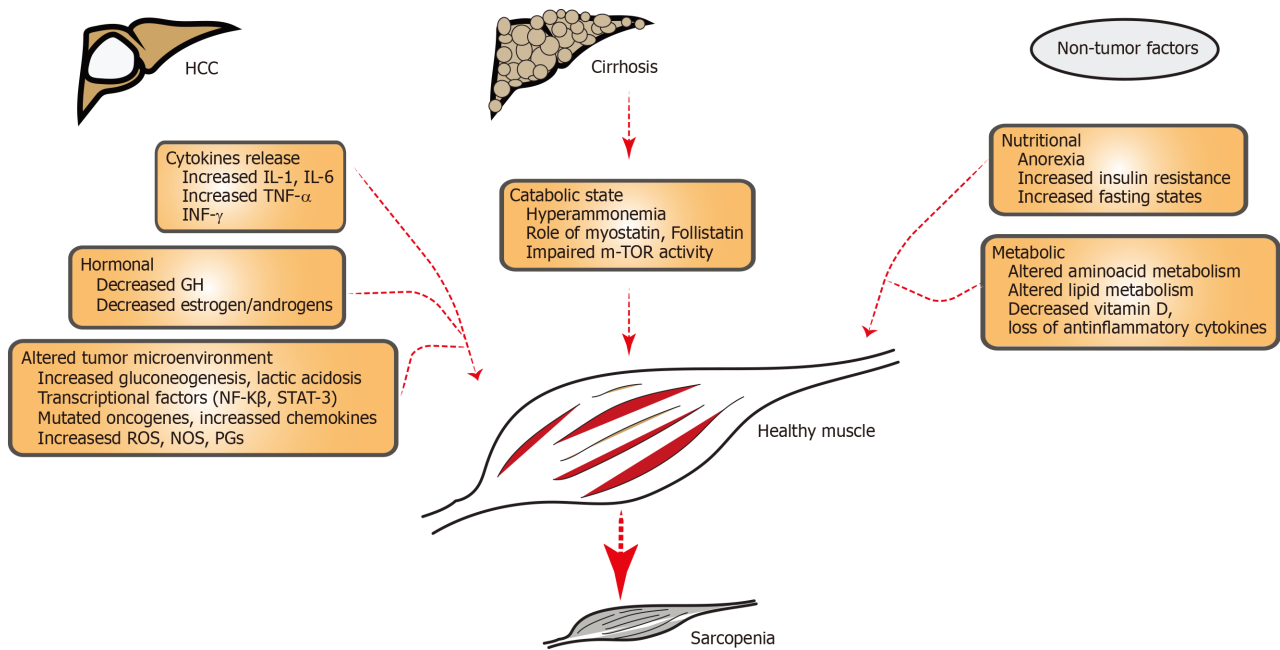 HCC
Cytokines release
Increased IL-1, IL-6
Increased TNF-α
INF-γ
Hormonal
Decreased GH
Decreased estrogen/androgens
Altered tumor microenvironment
Increased gluconeogenesis, lactic acidosis
Transcriptional factors (NF-Kβ, STAT-3)
Mutated oncogenes, increassed chemokines
Increasesd ROS, NOS, PGs
Cirrhosis
Catabolic state
Hyperammonemia
Role of myostatin, Follistatin
Impaired m-TOR activity
Non-tumor factors
Nutritional
Anorexia
Increased insulin resistance
Increased fasting states
Metabolic
Altered aminoacid metabolism
Altered lipid metabolism
Decreased vitamin D,
loss of antinflammatory cytokines
Healthy muscle
Sarcopenia